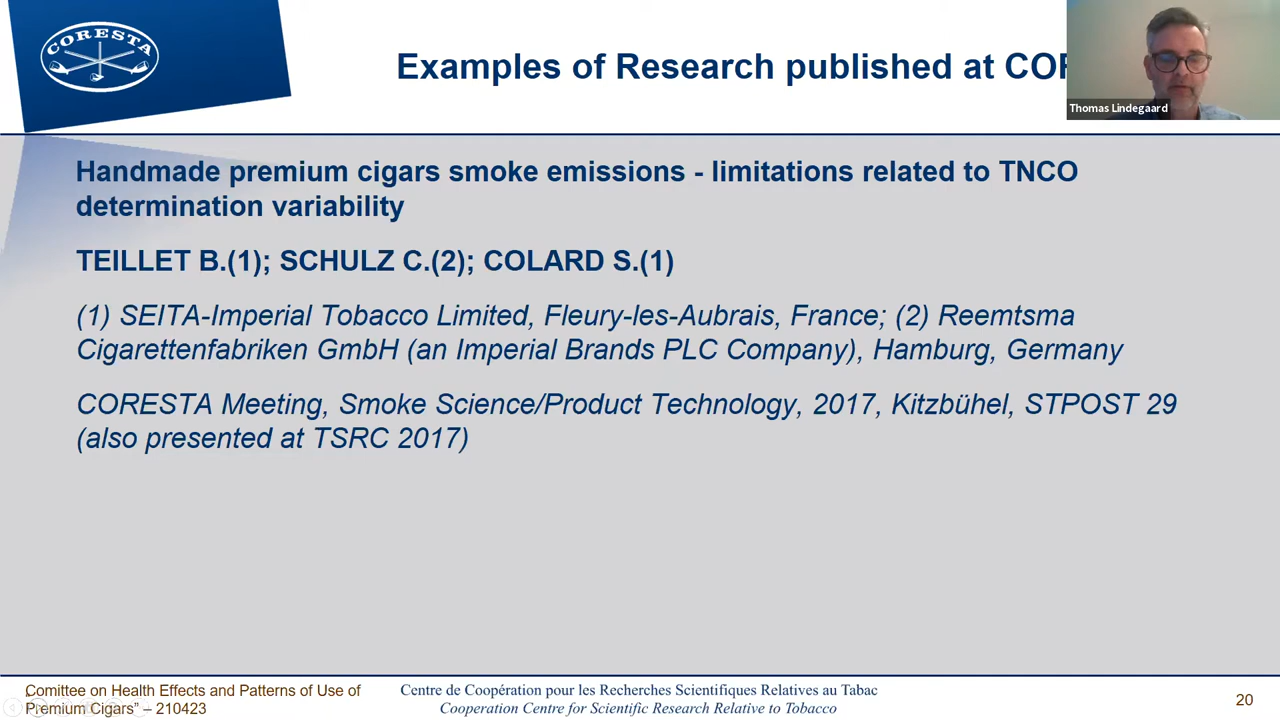 CORESTA
Examples of Research published at COR
Thomas Lindegaard
Handmade premium cigars smoke emissions - limitations related to TNCO
determination variability
TEILLET B.(1); SCHULZ C.(2); COLARD S.(1)
(1) SEITA-Imperial Tobacco Limited, Fleury-les-Aubrais, France; (2) Reemtsma
Cigarettenfabriken GmbH (an Imperial Brands PLC Company), Hamburg, Germany
CORESTA Meeting, Smoke Science/Product Technology, 2017, Kitzbühel, STPOST 29
(also presented at TSRC 2017)
Comittee on Health Effects and Patterns of Use of
Premium Cigars” – 210423
Centre de Coopération pour les Recherches Scientifiques Relatives au Tabac
Cooperation Centre for Scientific Research Relative to Tobacco
20